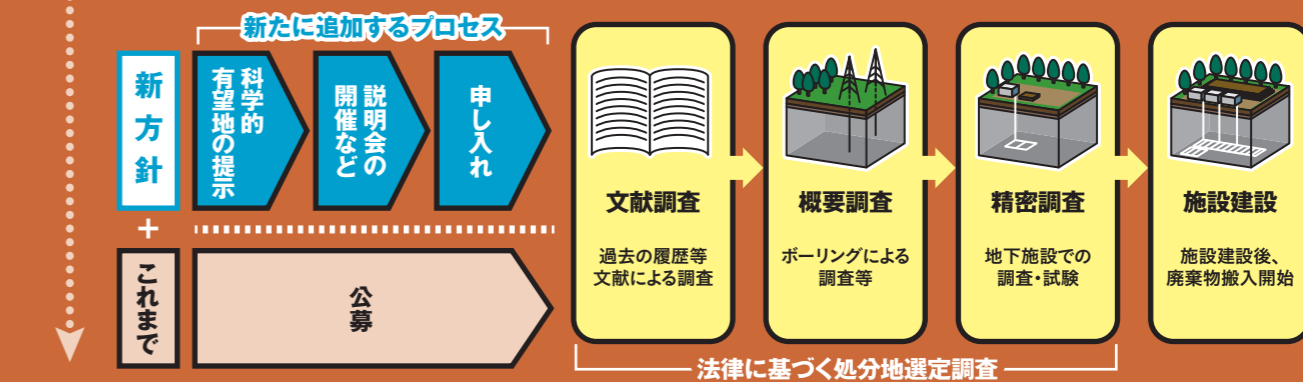 新たに追加するプロセス
新方針
科学的
有望地の提示
説明会の
開催など
申し入れ
+
これまで
公募
文献調査
過去の履歴等
文献による調査
概要調査
ボーリングによる
調査等
精密調査
地下施設での
調査・試験
施設建設
施設建設後、
廃棄物搬入開始
法律に基づく処分地選定調査